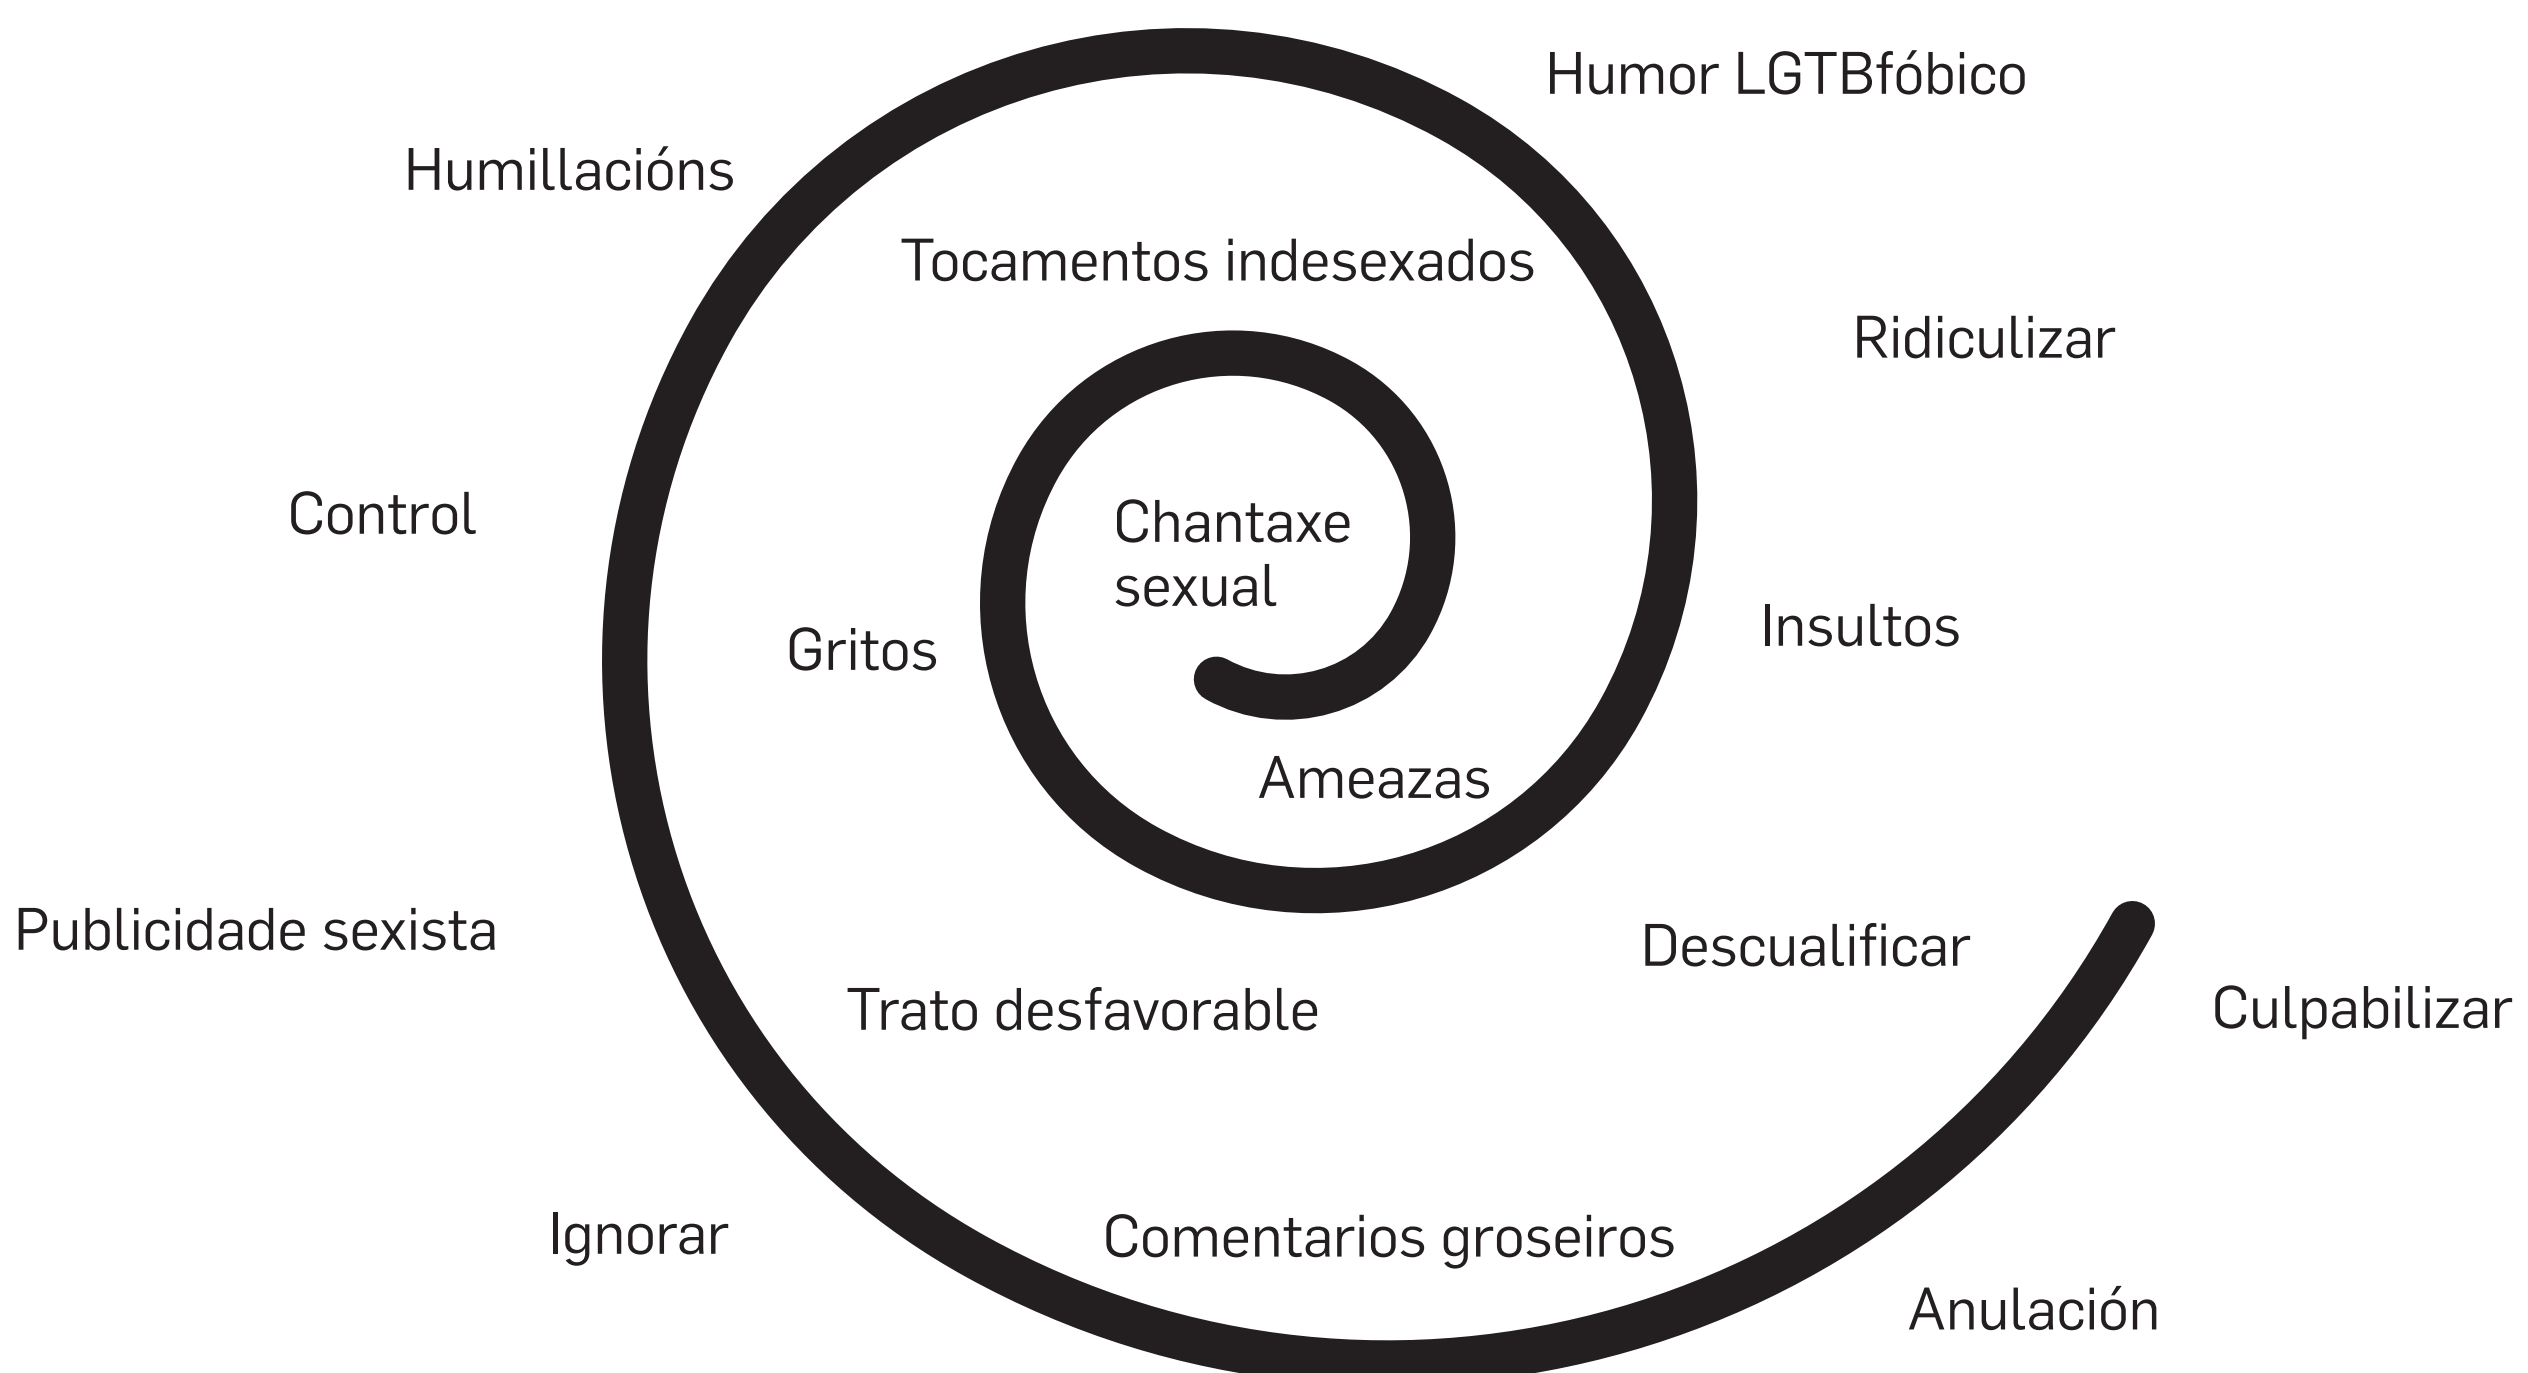 Humor LGTBfóbico
Humillacións
Tocamentos indesexados
Ridiculizar
Control
Chantaxe
sexual
Insultos
Gritos
Ameazas
Publicidade sexista
Descualificar
Trato desfavorable
Culpabilizar
Ignorar
Comentarios groseiros
Anulación